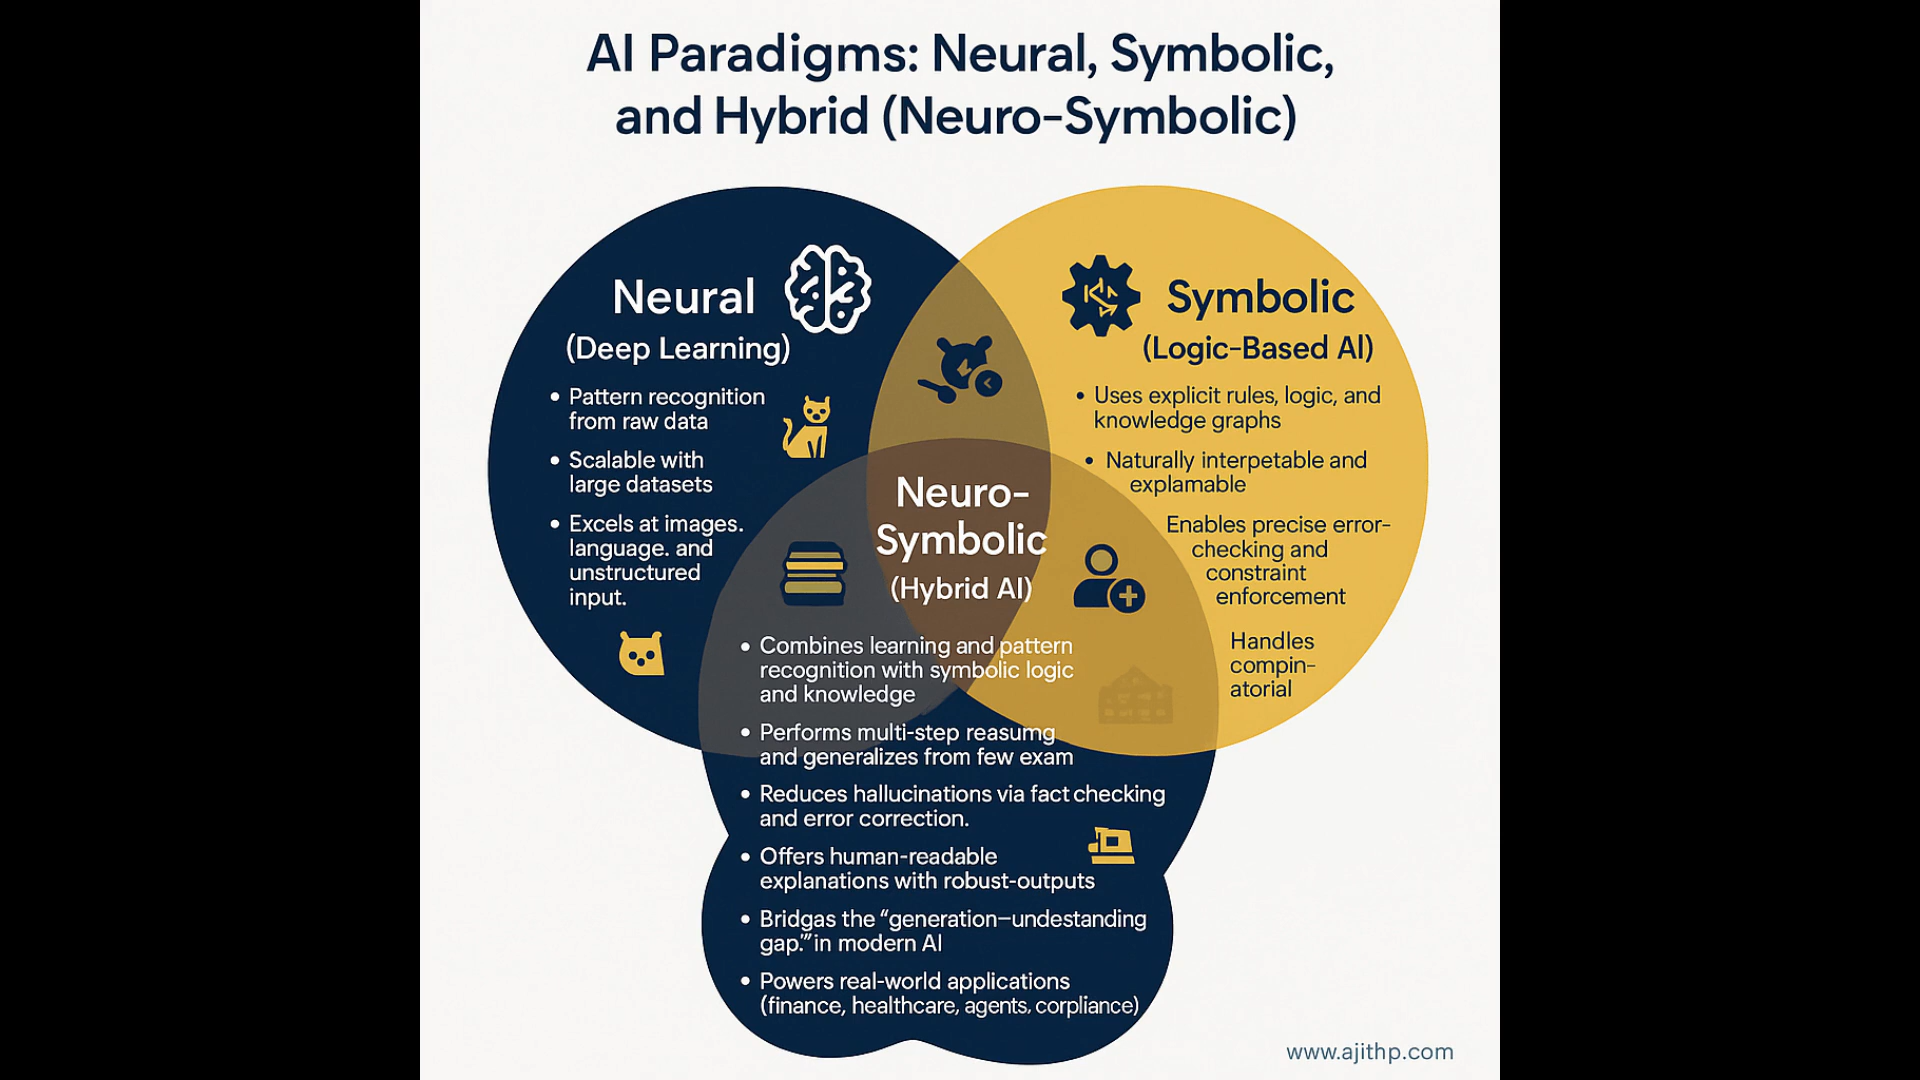 AI Paradigms: Neural, Symbolic,
and Hybrid (Neuro-Symbolic)
Neural
(Deep Learning)
• Pattern recognition
from raw data
• Scalable with
large datasets
• Excels at images.
language. and
unstructured
input.
Symbolic
(Logic-Based AI)
• Uses explicit rules, logic, and
knowledge graphs
• Naturally interpetable and
explamable
Enables precise error-
checking and
constraint
enforcement
Handles
compin-
atorial
Neuro-
Symbolic
(Hybrid AI)
• Combines learning and pattern
recognition with symbolic logic
and knowledge
• Performs multi-step reasumg
and generalizes from few exam
• Reduces hallucinations via fact checking
and error correction.
• Offers human-readable
explanations with robust-outputs
• Bridgas the “generation–undestanding
gap.”in modern AI
• Powers real-world applications
(finance, healthcare, agents, corpliance)
www.ajithp.com